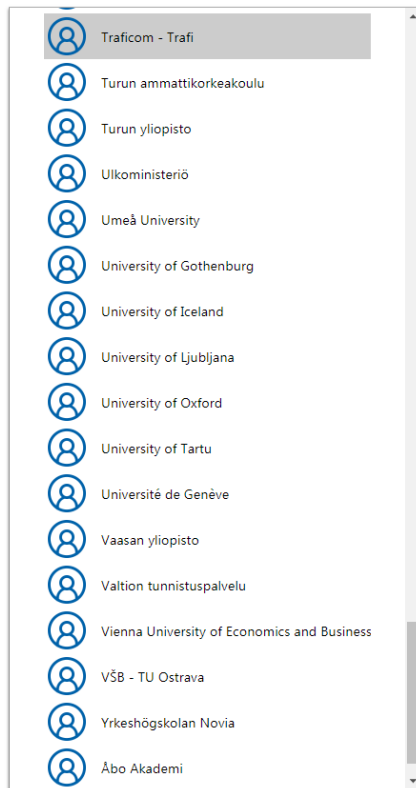 Traficom - Trafi
Turun ammattikorkeakoulu
Turun yliopisto
Ulkoministeriö
Umeå University
University of Gothenburg
University of Iceland
University of Ljubljana
University of Oxford
University of Tartu
Université de Genève
Vaasan yliopisto
Valtion tunnistuspalvelu
Vienna University of Economics and Business
VŠB - TU Ostrava
Yrkeshögskolan Novia
Åbo Akademi